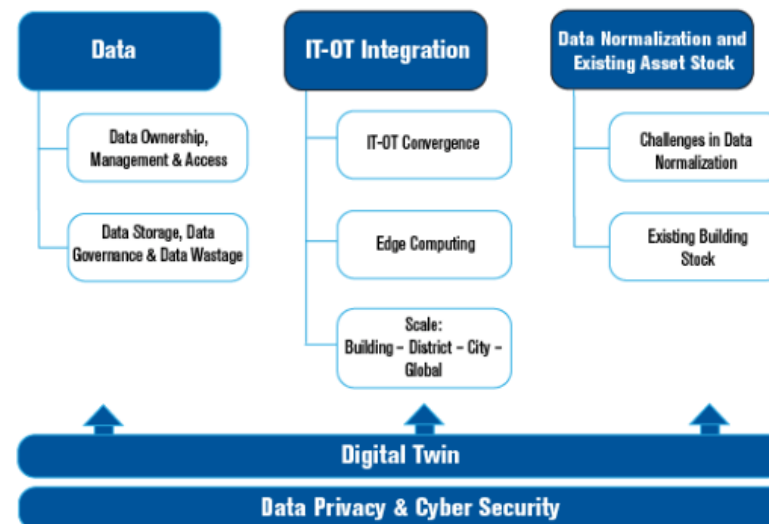 Data
Data Ownership,
Management & Access
Data Storage, Data
Governance & Data Wastage
IT-OT Integration
IT-OT Convergence
Edge Computing
Scale:
Building – District – City –
Global
Data Normalization and
Existing Asset Stock
Challenges in Data
Normalization
Existing Building
Stock
Digital Twin
Data Privacy & Cyber Security